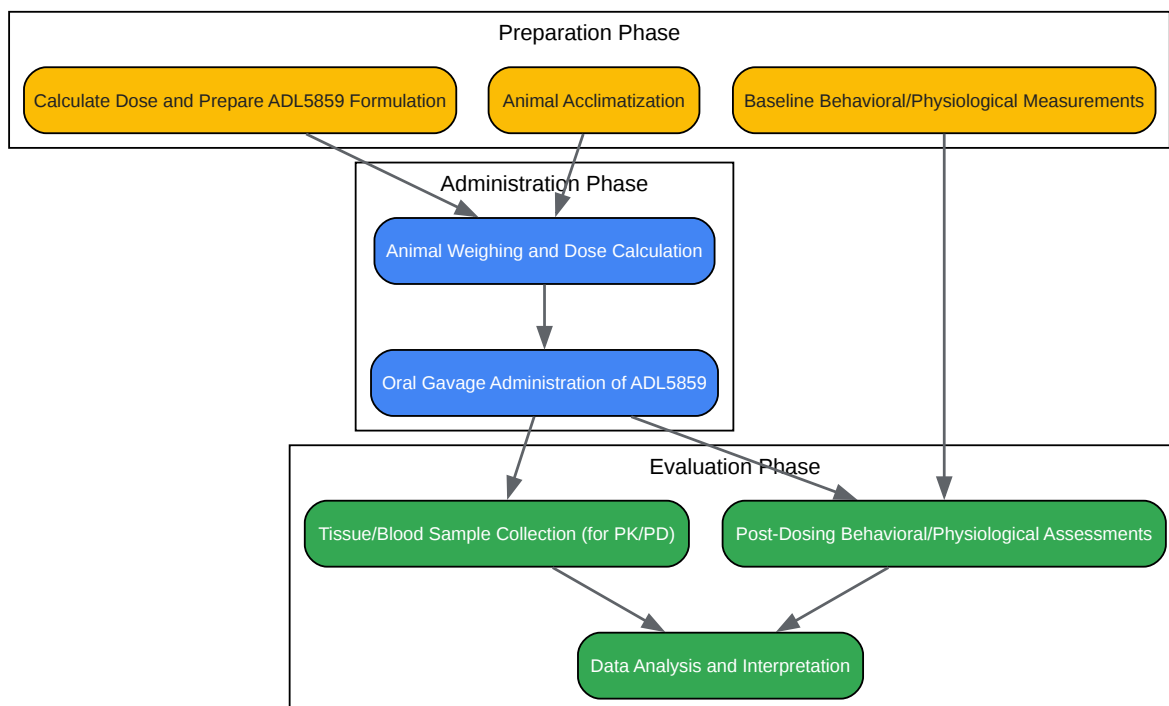 Preparation Phase
Calculate Dose and Prepare ADL5859 Formulation
Animal Acclimatization
Baseline Behavioral/Physiological Measurements
Administration Phase
Animal Weighing and Dose Calculation
Oral Gavage Administration of ADL5859
Evaluation Phase
Tissue/Blood Sample Collection (for PK/PD)
Post-Dosing Behavioral/Physiological Assessments
Data Analysis and Interpretation